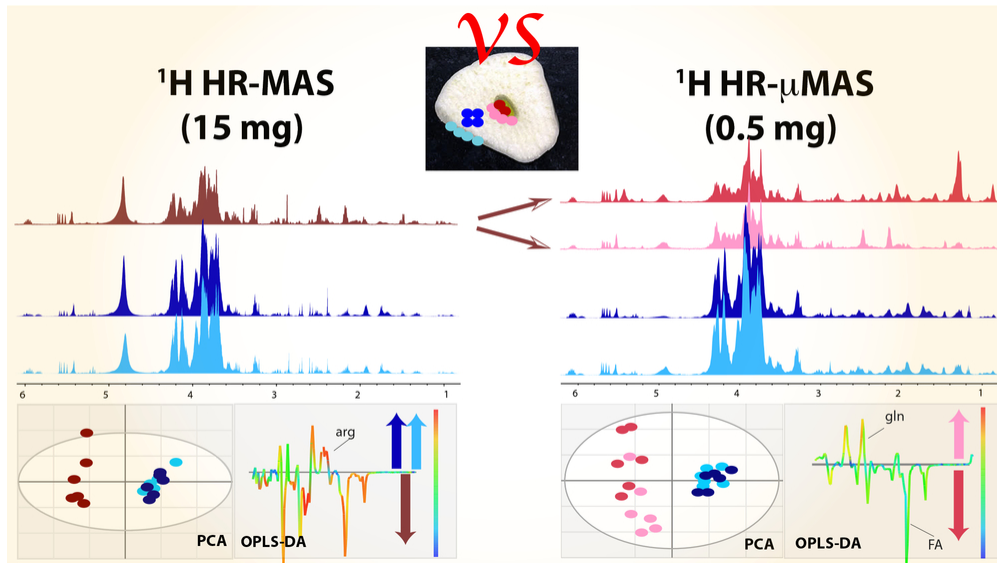 VS
¹H HR-MAS
(15 mg)
¹H HR-μMAS
(0.5 mg)
6 5 4 3 2 1
6 5 4 3 2 1
arg
PCA
OPLS-DA
gln
FA
PCA
OPLS-DA